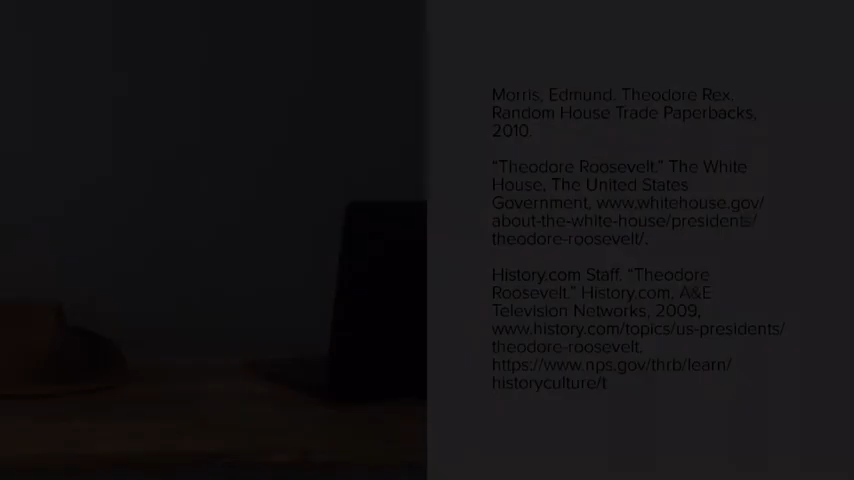 Morris, Edmund. Theodore Rex.
Random House Trade Paperbacks,
2010.
“Theodore Roosevelt.” The White
House, The United States
Government, www.whitehouse.gov/
about-the-white-house/presidents/
theodore-roosevelt/.
History.com Staff. “Theodore
Roosevelt.” History.com, A&E
Television Networks, 2009,
www.history.com/topics/us-presidents/
theodore-roosevelt.
https://www.nps.gov/thrb/learn/
historyculture/t